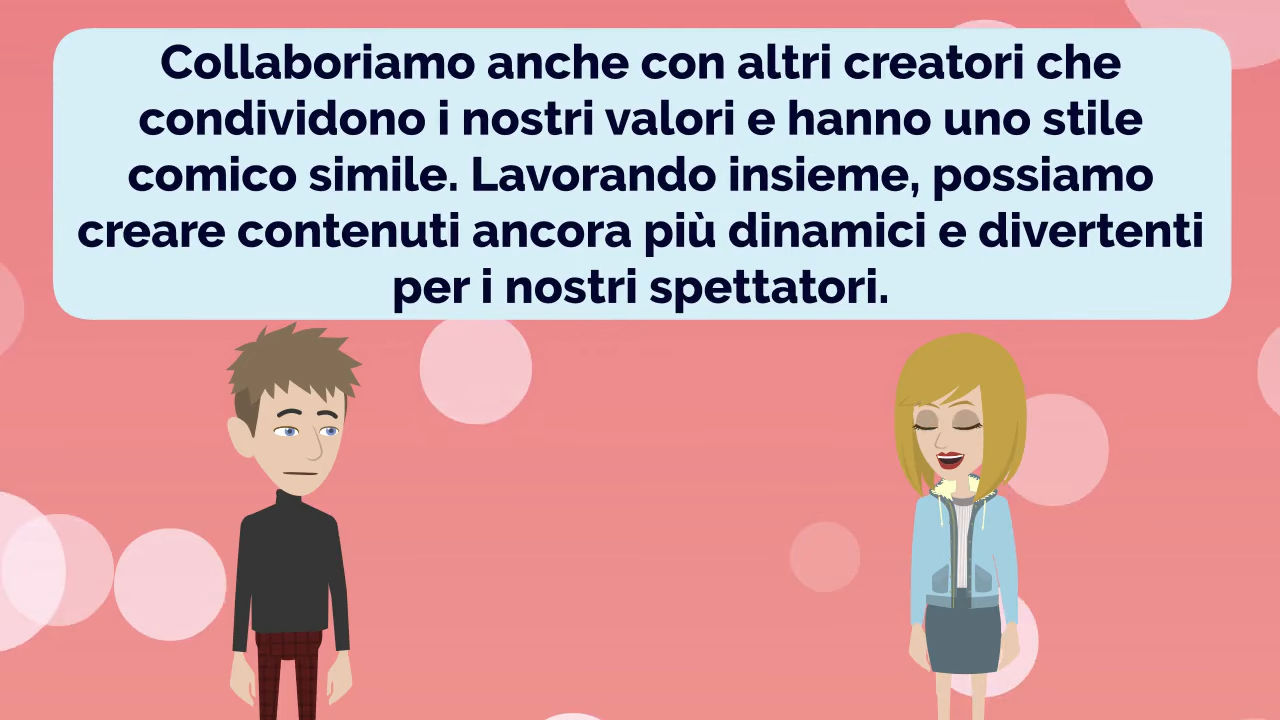 Collaboriamo anche con altri creatori che
condividono i nostri valori e hanno uno stile
comico simile. Lavorando insieme, possiamo
creare contenuti ancora più dinamici e divertenti
per i nostri spettatori.